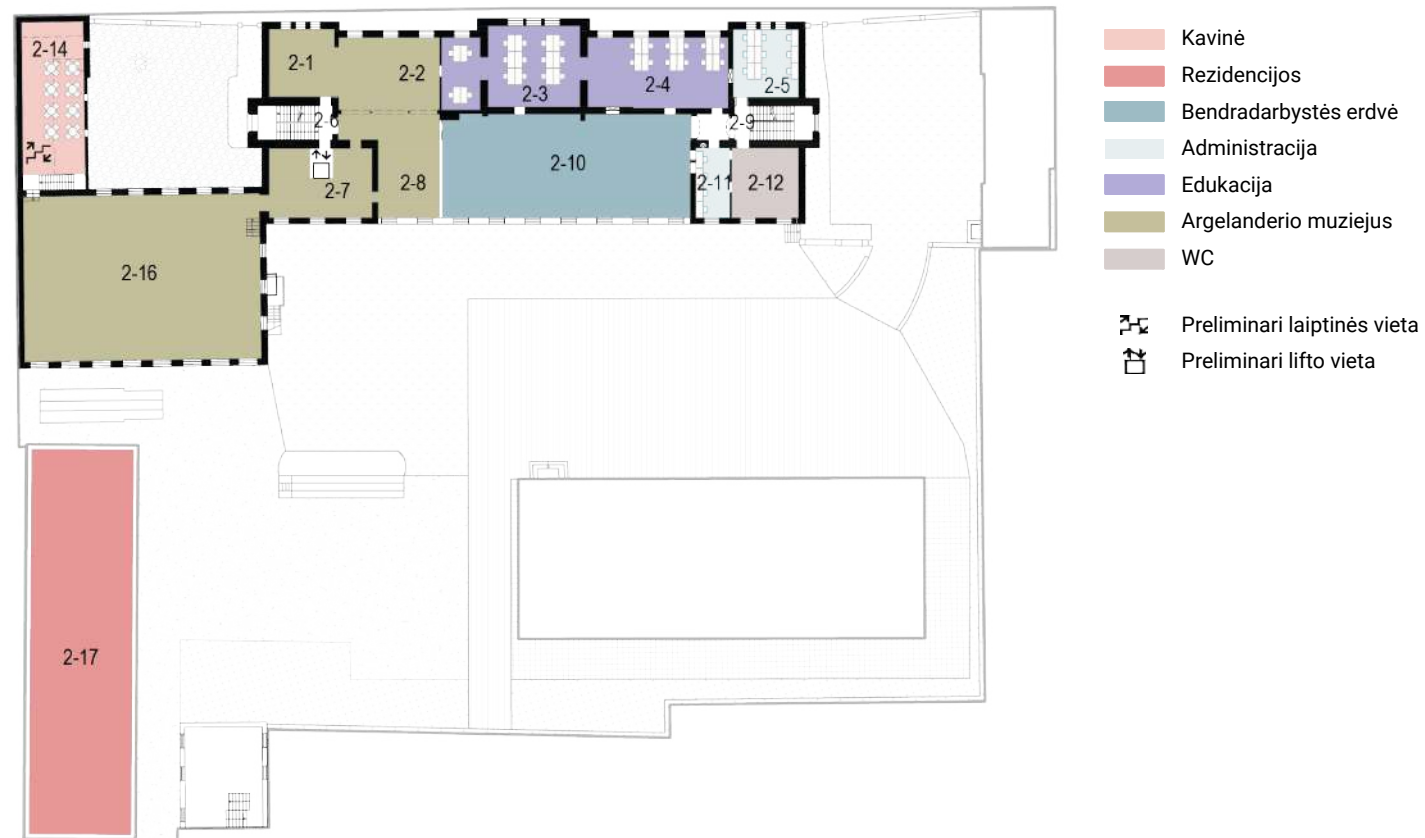 2-14
2-1
2-2
2-3
2-4
2-5
2-6
2-9
2-7
2-8
2-10
2-11
2-12
2-16
2-17
Kavinė
Rezidencijos
Bendradarbystės erdvė
Administracija
Edukacija
Argelanderio muziejus
WC
Preliminari laiptinės vieta
Preliminari lifto vieta